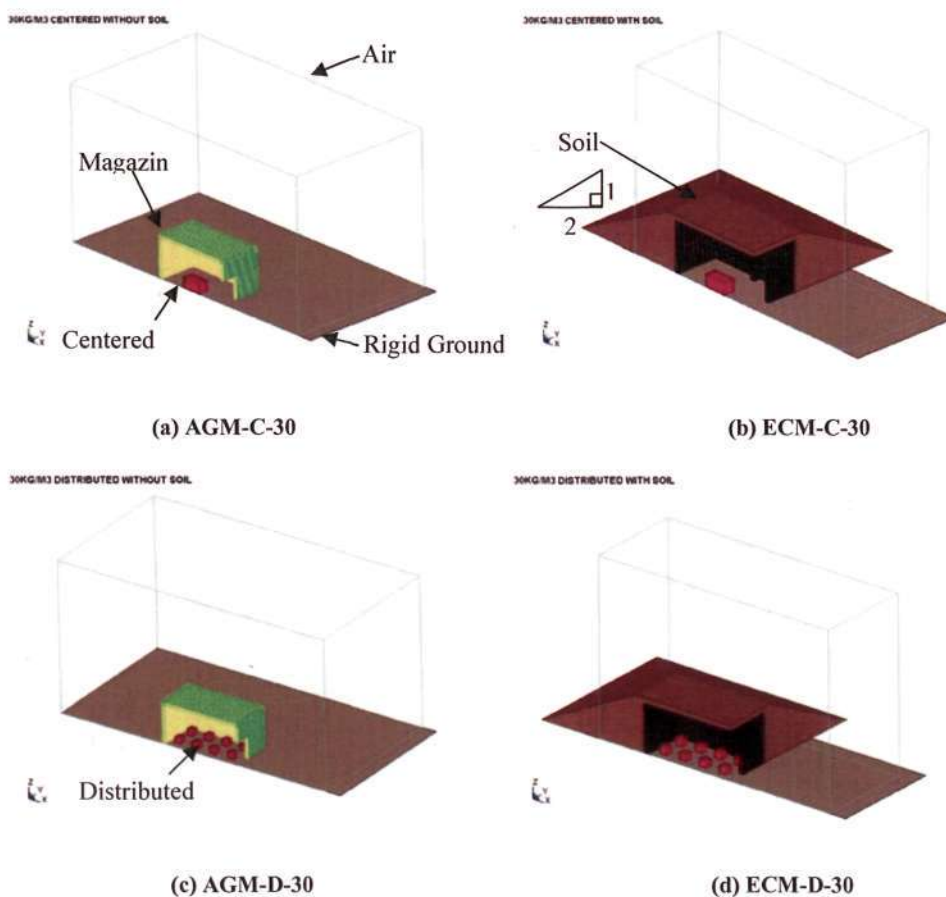 30KG/M3 CENTERED WITHOUT SOIL
Air
Magazin
Centered
Rigid Ground
Z
Y
X
(a) AGM-C-30
30KG/M3 CENTERED WITH SOIL
Soil
1
2
Z
Y
X
(b) ECM-C-30
30KG/M3 DISTRIBUTED WITHOUT SOIL
Distributed
Z
Y
X
(c) AGM-D-30
30KG/M3 DISTRIBUTED WITH SOIL
Z
Y
X
(d) ECM-D-30